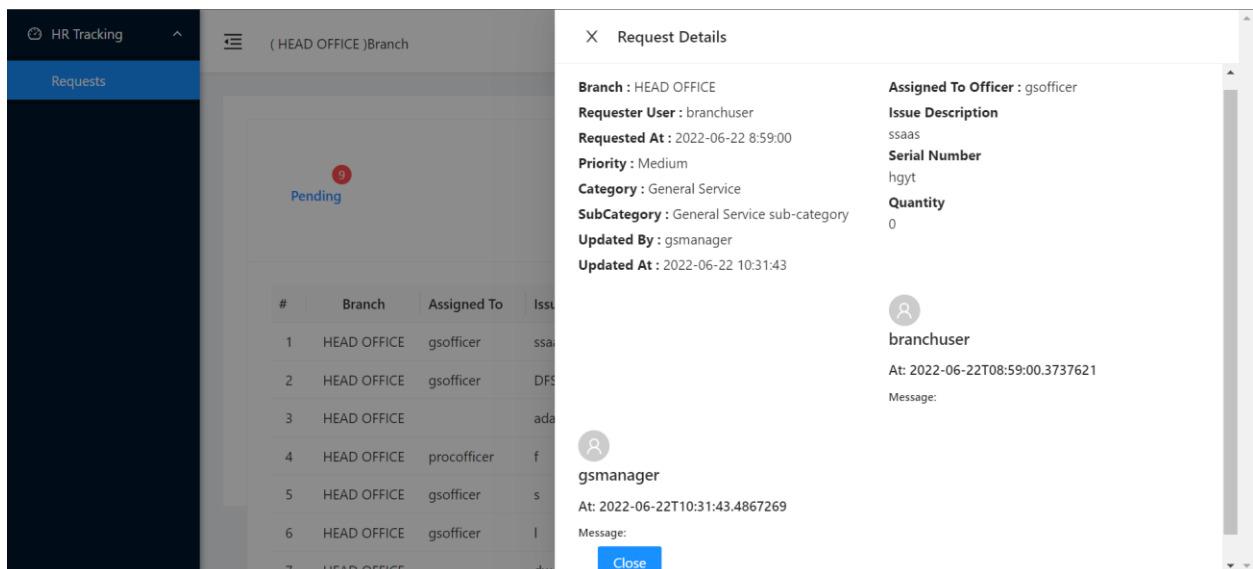 HR Tracking
Requests
( HEAD OFFICE )Branch
9
Pending
# Branch Assigned To
1 HEAD OFFICE gsofficer
2 HEAD OFFICE gsofficer
3 HEAD OFFICE
4 HEAD OFFICE procofficer f
5 HEAD OFFICE gsofficer s
6 HEAD OFFICE gsofficer l
Request Details
Branch : HEAD OFFICE
Requester User : branchuser
Requested At : 2022-06-22 8:59:00
Priority : Medium
Category : General Service
SubCategory : General Service sub-category
Updated By : gsmanager
Updated At : 2022-06-22 10:31:43
Assigned To Officer : gsofficer
Issue Description
ssaas
Serial Number
hgyt
Quantity
0
branchuser
At: 2022-06-22T08:59:00.3737621
Message:
gsmanager
At: 2022-06-22T10:31:43.4867269
Message:
Close